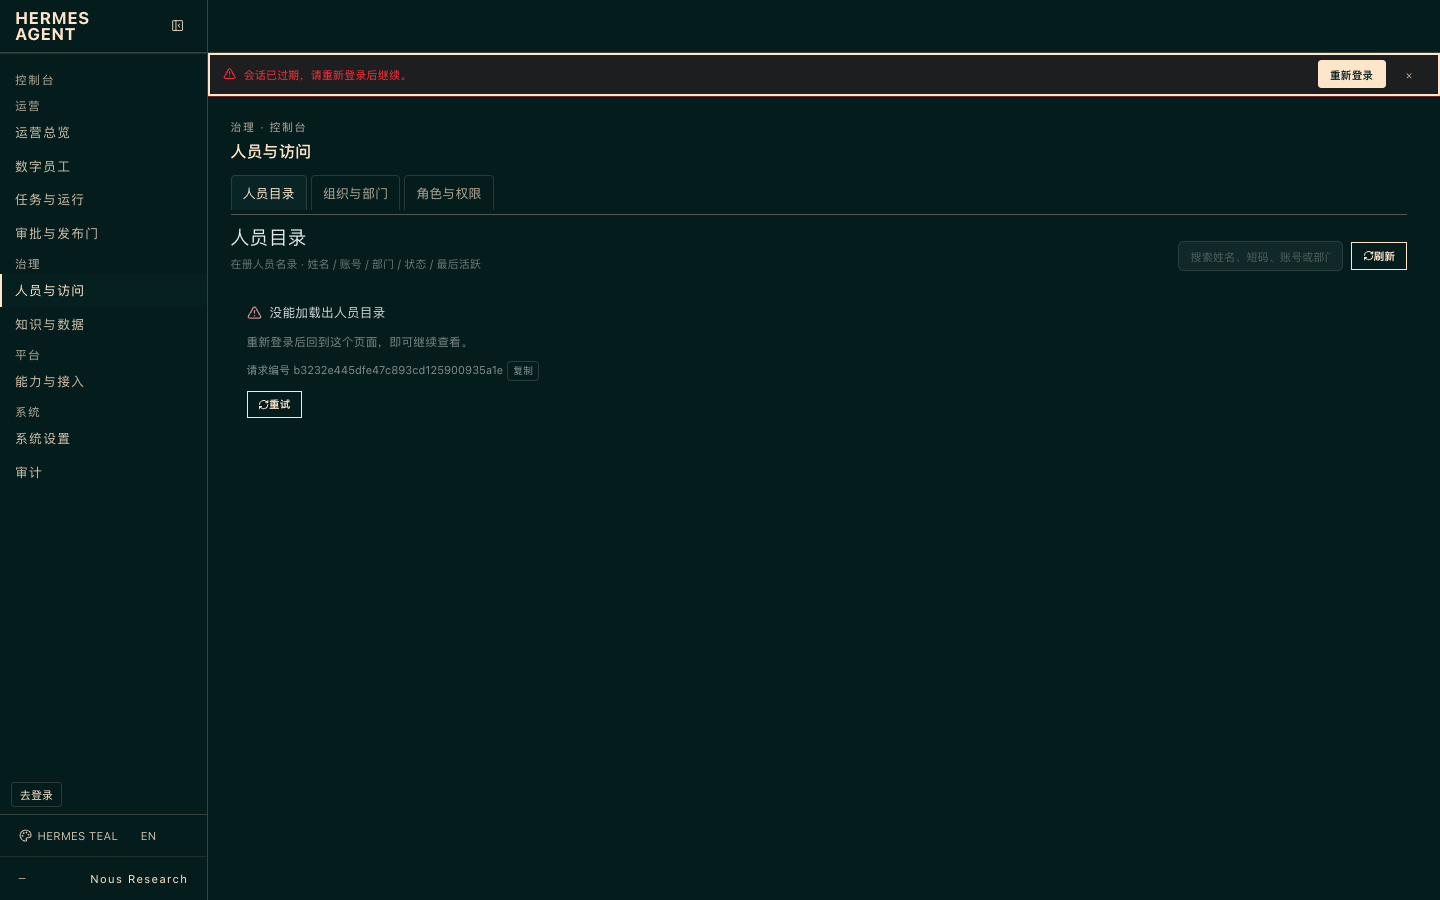 HERMES
AGENT
控制台
运营
运营总览
数字员工
任务与运行
审批与发布门
治理
人员与访问
知识与数据
平台
能力与接入
系统
系统设置
审计
去登录
HERMES TEAL EN
— Nous Research
会话已过期，请重新登录后继续。 重新登录 ×
治理 · 控制台
人员与访问
人员目录 组织与部门 角色与权限
人员目录
在册人员名录 · 姓名 / 账号 / 部门 / 状态 / 最后活跃
搜索姓名、短码、账号或部门 刷新
没能加载出人员目录
重新登录后回到这个页面，即可继续查看。
请求编号 b3232e445dfe47c893cd125900935a1e 复制
重试